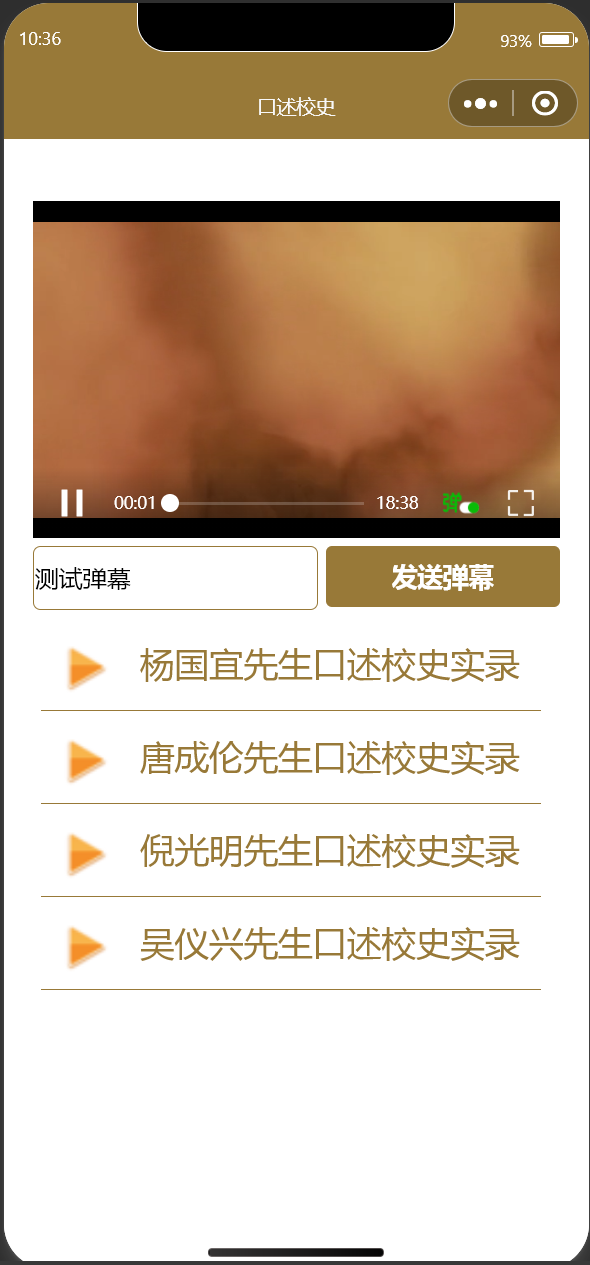 10:36
93%
口述校史
00:01
18:38
弹
测试弹幕
发送弹幕
杨国宜先生口述校史实录
唐成伦先生口述校史实录
倪光明先生口述校史实录
吴仪兴先生口述校史实录